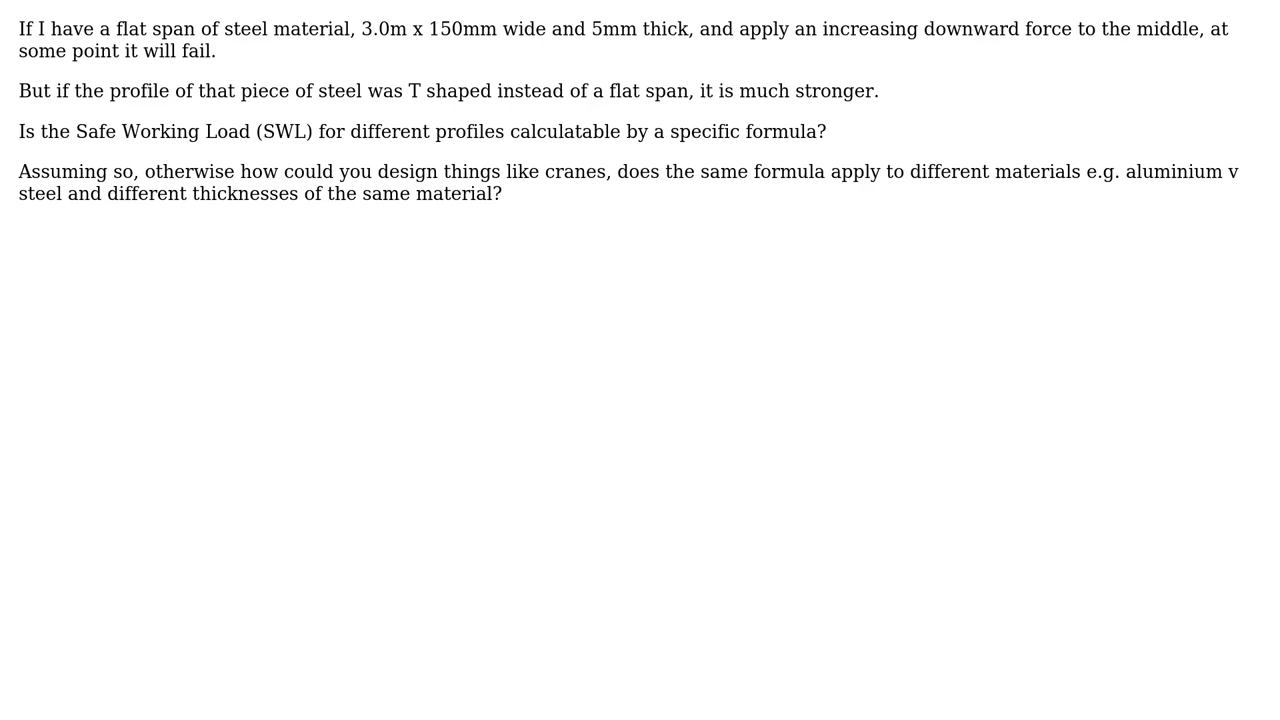 If I have a flat span of steel material, 3.0m x 150mm wide and 5mm thick, and apply an increasing downward force to the middle, at
some point it will fail.
But if the profile of that piece of steel was T shaped instead of a flat span, it is much stronger.
Is the Safe Working Load (SWL) for different profiles calculatable by a specific formula?
Assuming so, otherwise how could you design things like cranes, does the same formula apply to different materials e.g. aluminium v
steel and different thicknesses of the same material?